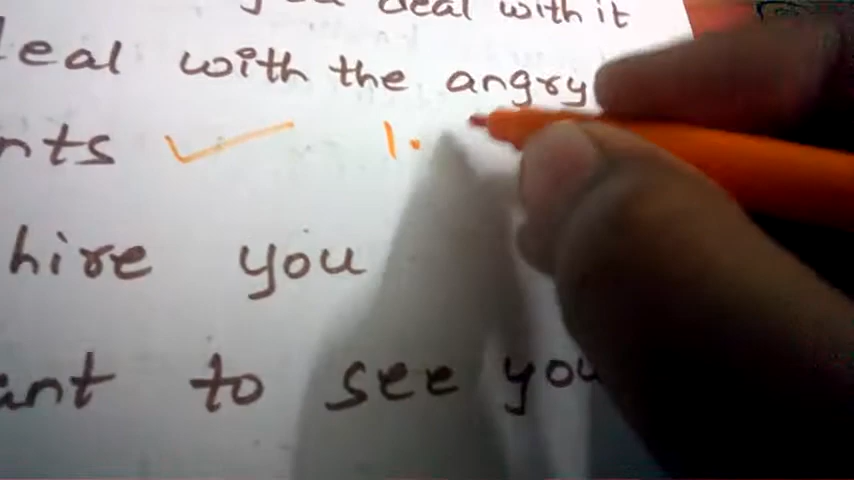 deal with it
deal with the angry
nts ✓ 1.
hire you
ant to see you